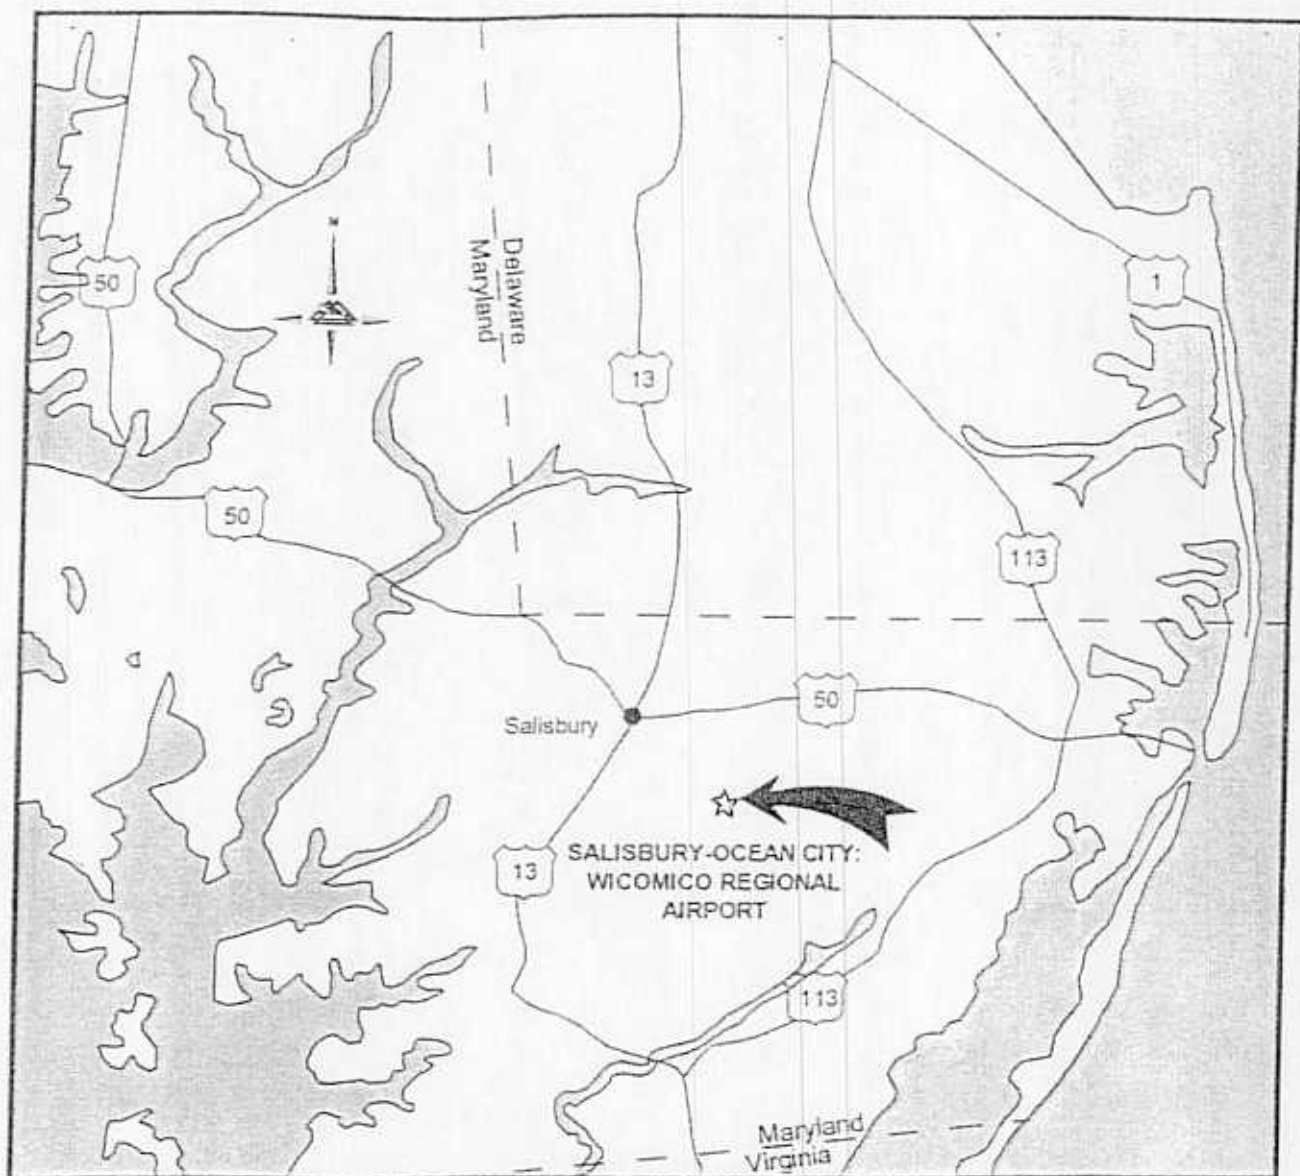 N
50
Delaware
Maryland
1
13
50
113
50
Salisbury
13
SALISBURY-OCEAN CITY:
WICOMICO REGIONAL
AIRPORT
113
Maryland
Virginia